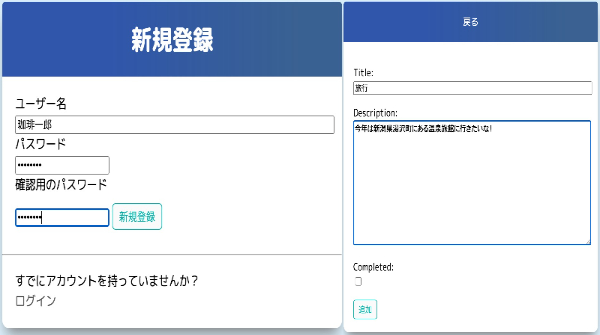 新規登録
ユーザー名
珈琲一郎
パスワード
••••••••
確認用のパスワード
••••••••
新規登録
すでにアカウントを持っていませんか？
ログイン
戻る
Title:
旅行
Description:
今年は新潟県湯沢町にある温泉旅館に行きたいな!
Completed:
追加